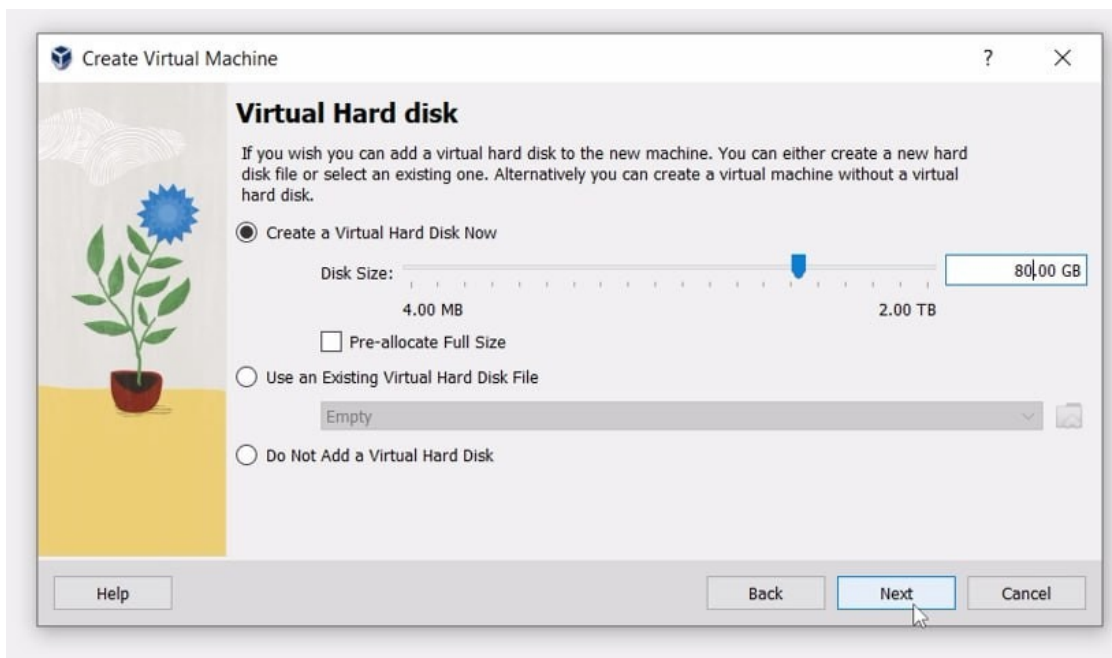 Create Virtual Machine
?
Virtual Hard disk
If you wish you can add a virtual hard disk to the new machine. You can either create a new hard
disk file or select an existing one. Alternatively you can create a virtual machine without a virtual
hard disk.
Create a Virtual Hard Disk Now
Disk Size:
80.00 GB
4.00 MB
2.00 TB
Pre-allocate Full Size
Use an Existing Virtual Hard Disk File
Empty
Do Not Add a Virtual Hard Disk
Help
Back
Next
Cancel